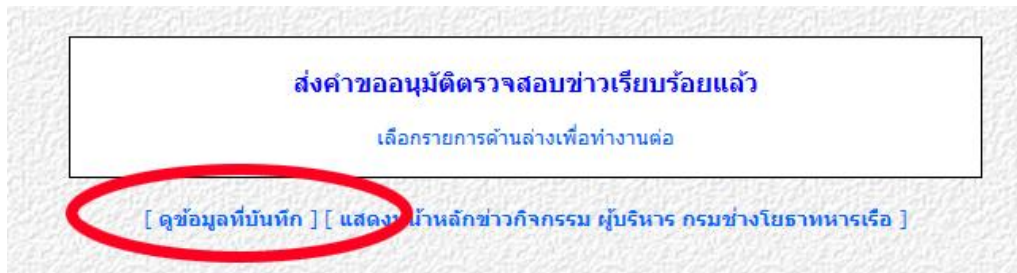 ส่งคำขออนุมัติตรวจสอบข่าวเรียบร้อยแล้ว
เลือกรายการด้านล่างเพื่อทำงานต่อ
[ ดูข้อมูลที่บันทึก ] [ แสดงหน้าหลักข่าวกิจกรรม ผู้บริหาร กรมช่างโยธาทหารเรือ ]